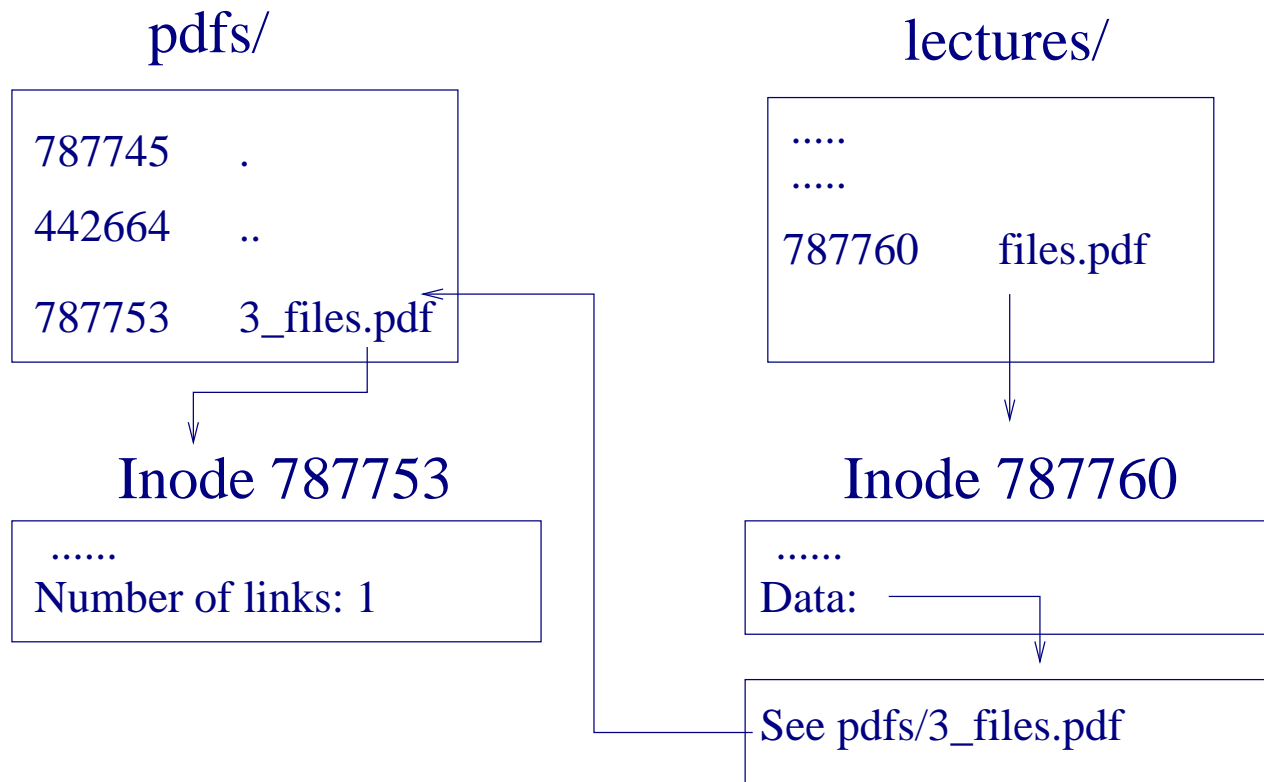 pdfs/
787745 .
442664 ..
787753 3_files.pdf
Inode 787753
......
Number of links: 1
lectures/
.....
.....
787760 files.pdf
Inode 787760
......
Data:
See pdfs/3_files.pdf